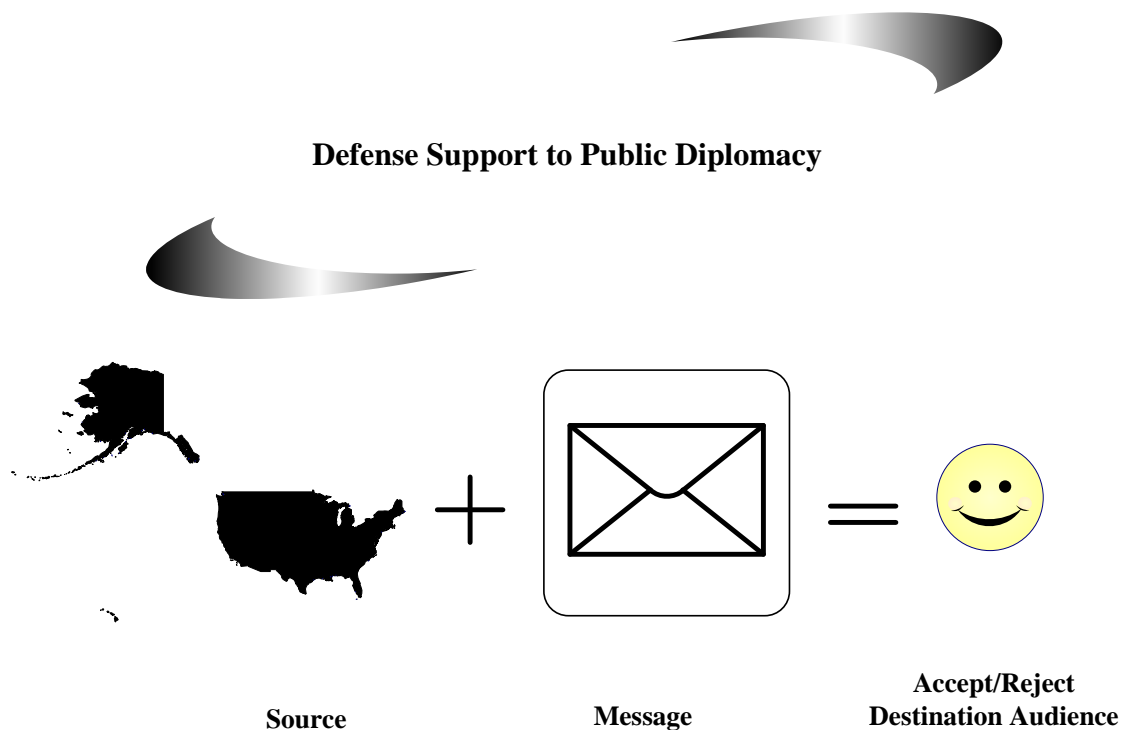 Defense Support to Public Diplomacy
Source
Message
Accept/Reject
Destination Audience